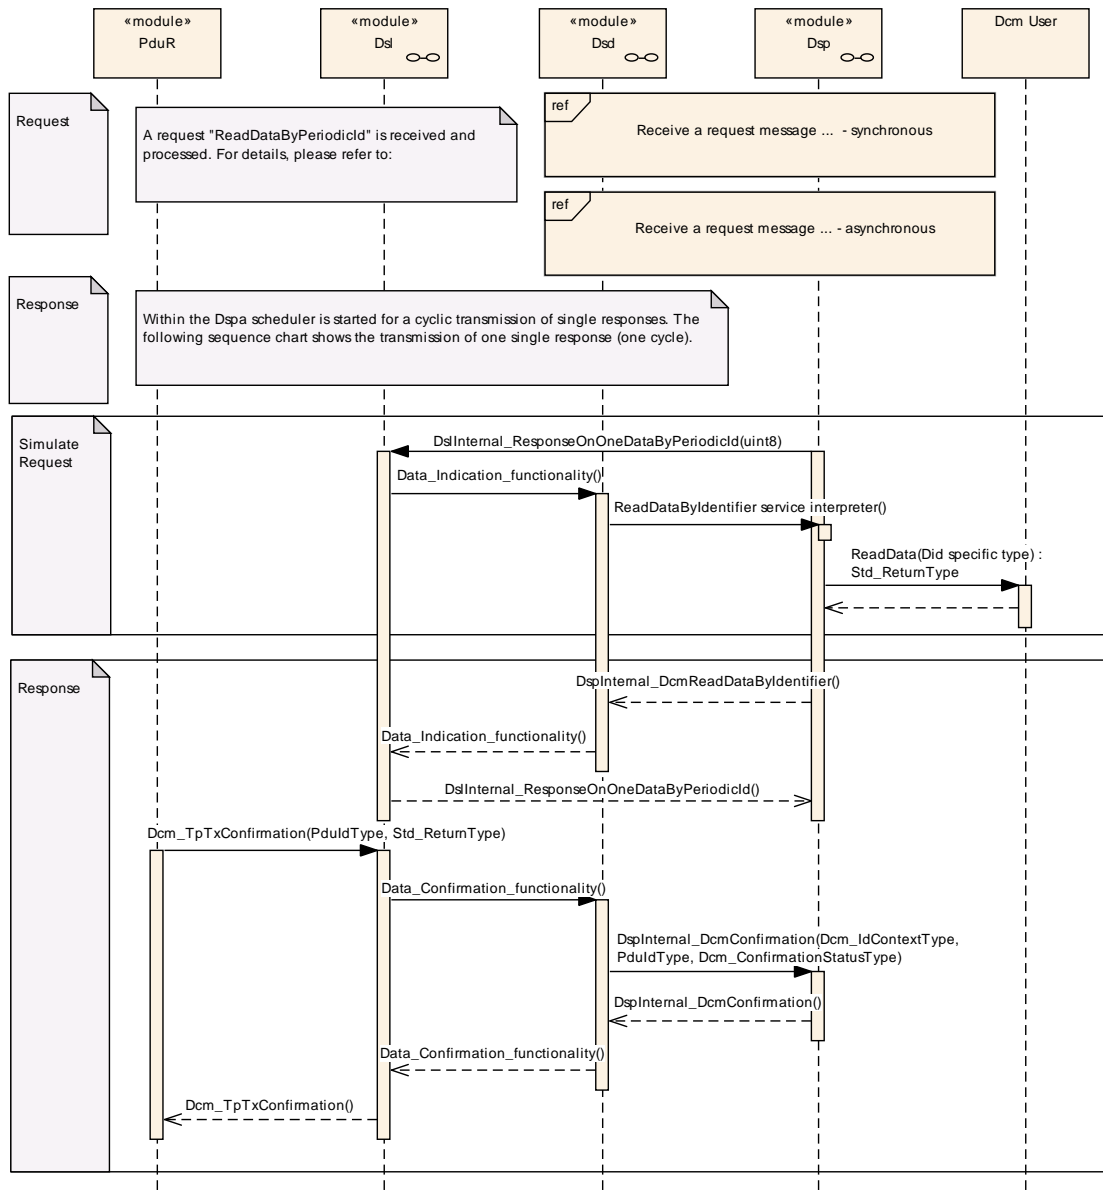 «module»
PduR
«module»
Dsl
«module»
Dsd
«module»
Dsp
Dcm User
Request
A request "ReadDataByPeriodicId" is received and
processed. For details, please refer to:
ref
Receive a request message ... - synchronous
ref
Receive a request message ... - asynchronous
Response
Within the Dspa scheduler is started for a cyclic transmission of single responses. The
following sequence chart shows the transmission of one single response (one cycle).
Simulate
Request
DslInternal_ResponseOnOneDataByPeriodicId(uint8)
Data_Indication_functionality()
ReadDataByIdentifier service interpreter()
ReadData(Did specific type) :
Std_ReturnType
Response
DspInternal_DcmReadDataByIdentifier()
Data_Indication_functionality()
DslInternal_ResponseOnOneDataByPeriodicId()
Dcm_TpTxConfirmation(PduIdType, Std_ReturnType)
Data_Confirmation_functionality()
DspInternal_DcmConfirmation(Dcm_IdContextType,
PduIdType, Dcm_ConfirmationStatusType)
DspInternal_DcmConfirmation()
Data_Confirmation_functionality()
Dcm_TpTxConfirmation()